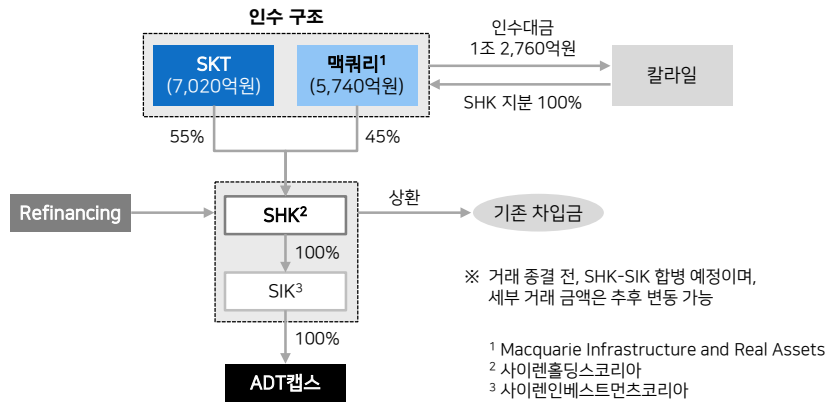 인수 구조
SKT
(7,020억원)
맥쿼리¹
(5,740억원)
인수대금
1조 2,760억원
칼라일
SHK 지분 100%
55%
45%
Refinancing
SHK²
상환
기존 차입금
100%
SIK³
※ 거래 종결 전, SHK-SIK 합병 예정이며,
세부 거래 금액은 추후 변동 가능
100%
ADT캡스
¹ Macquarie Infrastructure and Real Assets
² 사이렌홀딩스코리아
³ 사이렌인베스트먼츠코리아